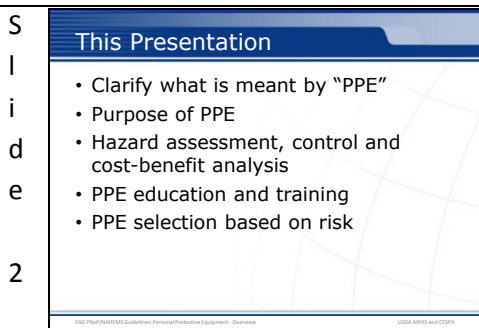 Slide 2
This Presentation
• Clarify what is meant by “PPE”
• Purpose of PPE
• Hazard assessment, control and
cost-benefit analysis
• PPE education and training
• PPE selection based on risk
FAD PReP/NAHEMS Guidelines: Personal Protective Equipment - Overview
USDA APHIS and CFSPH